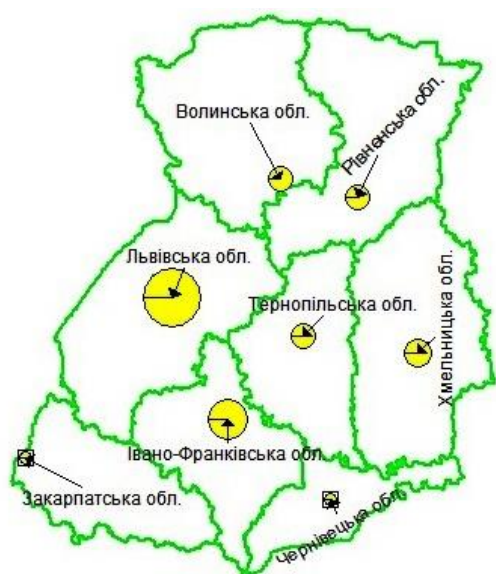 Волинська обл.
Рівненська обл.
Львівська обл.
Тернопільська обл.
Хмельницька обл.
Івано-Франківська обл.
Закарпатська обл.
Чернівецька обл.